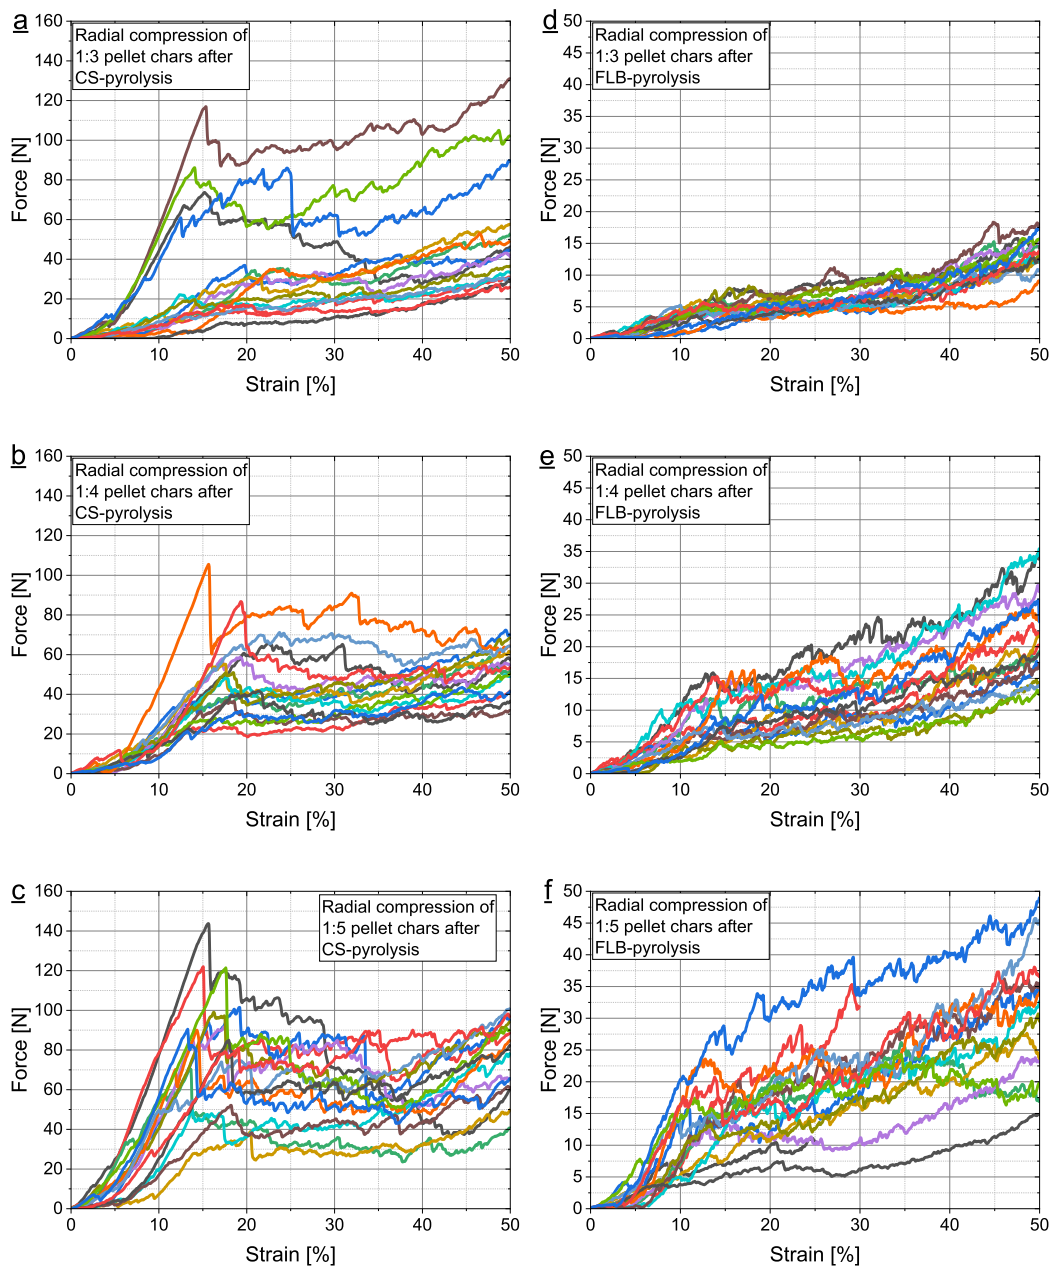 a
Radial compression of
1:3 pellet chars after
CS-pyrolysis
160
140
120
100
80
60
40
20
0
0 10 20 30 40 50
Force [N]
Strain [%]
d
Radial compression of
1:3 pellet chars after
FLB-pyrolysis
50
45
40
35
30
25
20
15
10
5
0
0 10 20 30 40 50
Force [N]
Strain [%]
b
Radial compression of
1:4 pellet chars after
CS-pyrolysis
160
140
120
100
80
60
40
20
0
0 10 20 30 40 50
Force [N]
Strain [%]
e
Radial compression of
1:4 pellet chars after
FLB-pyrolysis
50
45
40
35
30
25
20
15
10
5
0
0 10 20 30 40 50
Force [N]
Strain [%]
c
Radial compression of
1:5 pellet chars after
CS-pyrolysis
160
140
120
100
80
60
40
20
0
0 10 20 30 40 50
Force [N]
Strain [%]
f
Radial compression of
1:5 pellet chars after
FLB-pyrolysis
50
45
40
35
30
25
20
15
10
5
0
0 10 20 30 40 50
Force [N]
Strain [%]